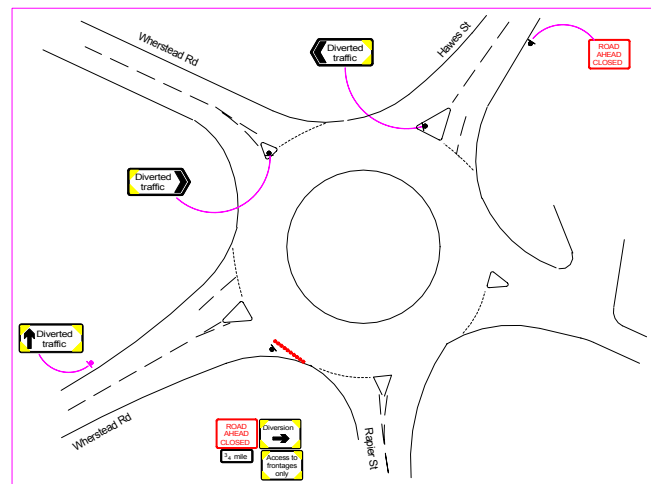 Wherstead Rd
Diverted
traffic
Hawes St
ROAD
AHEAD
CLOSED
Diverted
traffic
Diverted
traffic
Wherstead Rd
ROAD
AHEAD
CLOSED
¾ mile
Diversion
Access to
frontages
only
Rapier St